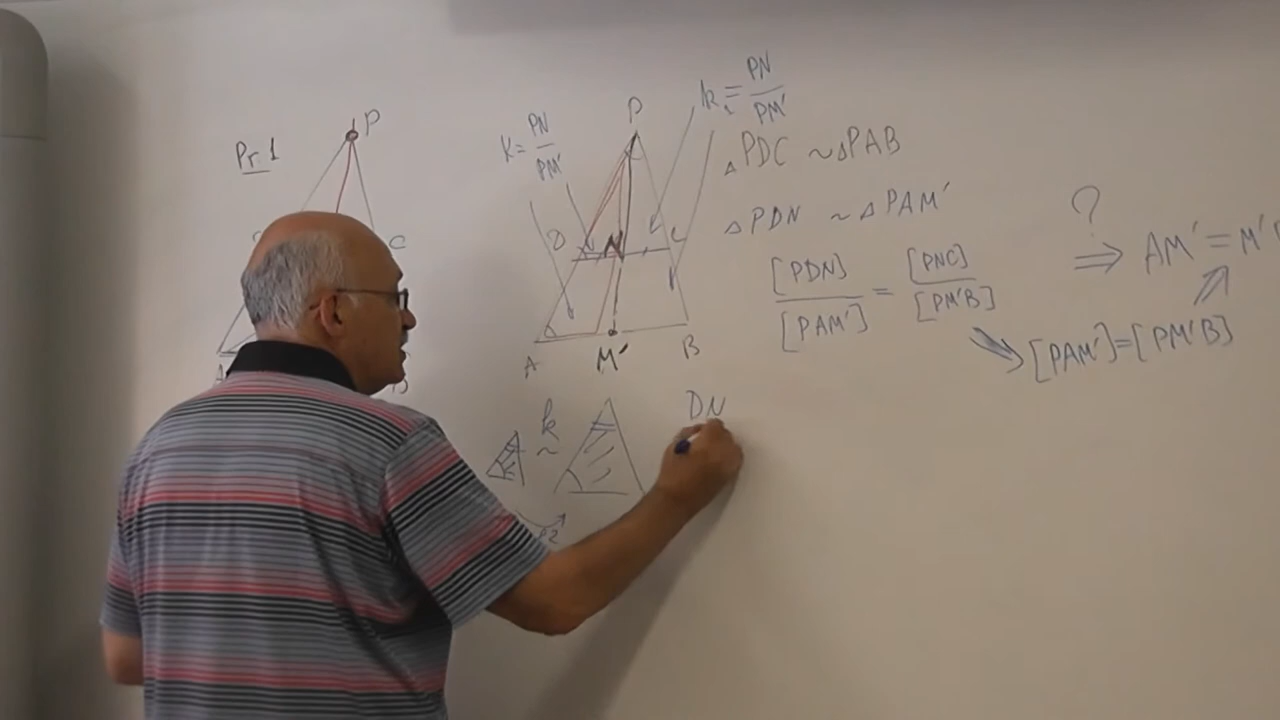 Pr. 1
P
C
A
K = PN / PM'
P
D
N
C
A
M'
B
k = PN / PM'
△PDC ~ △PAB
△PDN ~ △PAM'
[PDN] / [PAM'] = [PNC] / [PM'B]
?
⇒ AM' = M'
[PAM'] = [PM'B]
k
~
DN